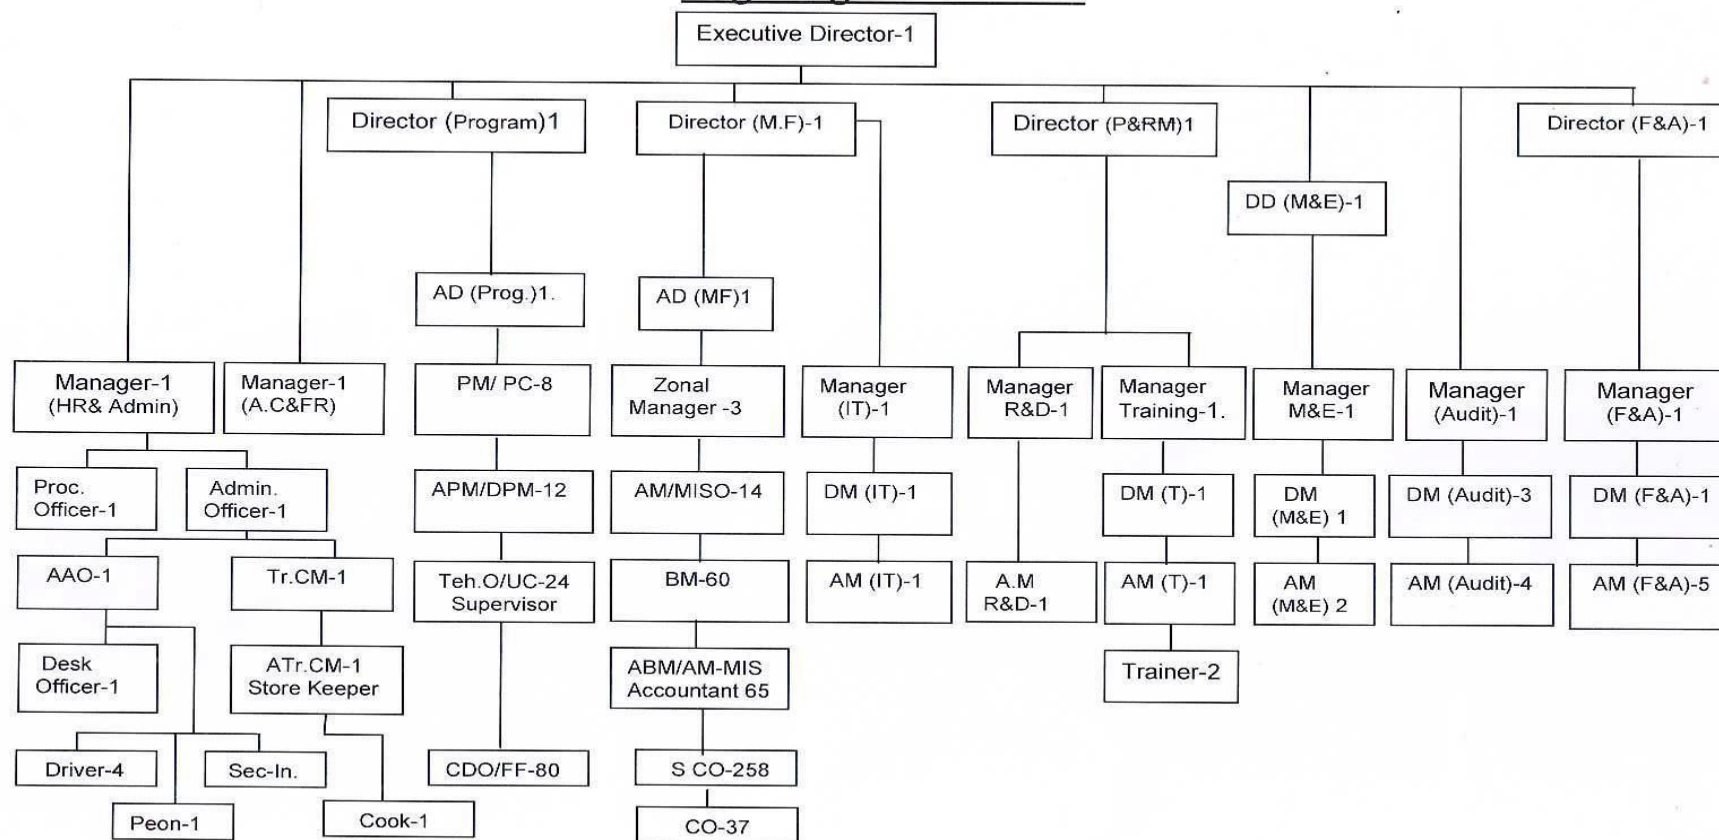 Executive Director-1
Director (Program)1
Director (M.F)-1
Director (P&RM)1
Director (F&A)-1
DD (M&E)-1
AD (Prog.)1.
AD (MF)1
Manager-1
(HR& Admin)
Manager-1
(A.C&FR)
PM/ PC-8
Zonal
Manager -3
Manager
(IT)-1
Manager
R&D-1
Manager
Training-1.
Manager
M&E-1
Manager
(Audit)-1
Manager
(F&A)-1
Proc.
Officer-1
Admin.
Officer-1
APM/DPM-12
AM/MISO-14
DM (IT)-1
DM (T)-1
DM
(M&E) 1
DM (Audit)-3
DM (F&A)-1
AAO-1
Tr.CM-1
Teh.O/UC-24
Supervisor
BM-60
AM (IT)-1
A.M
R&D-1
AM (T)-1
AM
(M&E) 2
AM (Audit)-4
AM (F&A)-5
Desk
Officer-1
ATr.CM-1
Store Keeper
ABM/AM-MIS
Accountant 65
Trainer-2
Driver-4
Sec-In.
CDO/FF-80
S CO-258
Peon-1
Cook-1
CO-37